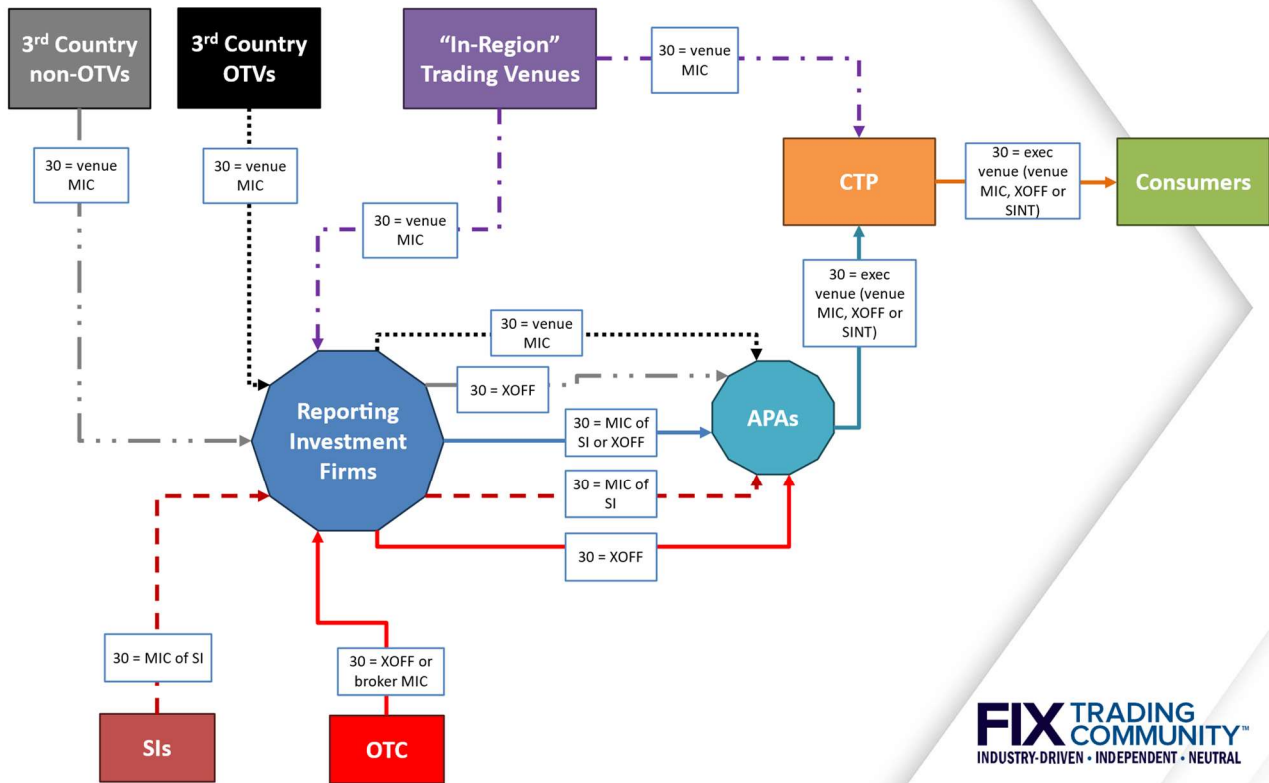 3rd Country
non-OTVs
3rd Country
OTVs
“In-Region”
Trading Venues
30 = venue
MIC
30 = venue
MIC
30 = venue
MIC
30 = venue
MIC
CTP
30 = exec
venue (venue
MIC, XOFF or
SINT)
Consumers
30 = exec
venue (venue
MIC, XOFF or
SINT)
30 = venue
MIC
30 = XOFF
Reporting
Investment
Firms
30 = MIC of
SI or XOFF
APAs
30 = MIC of
SI
30 = XOFF
30 = MIC of SI
30 = XOFF or
broker MIC
SIs
OTC
FIX TRADING
COMMUNITY™
INDUSTRY-DRIVEN • INDEPENDENT • NEUTRAL